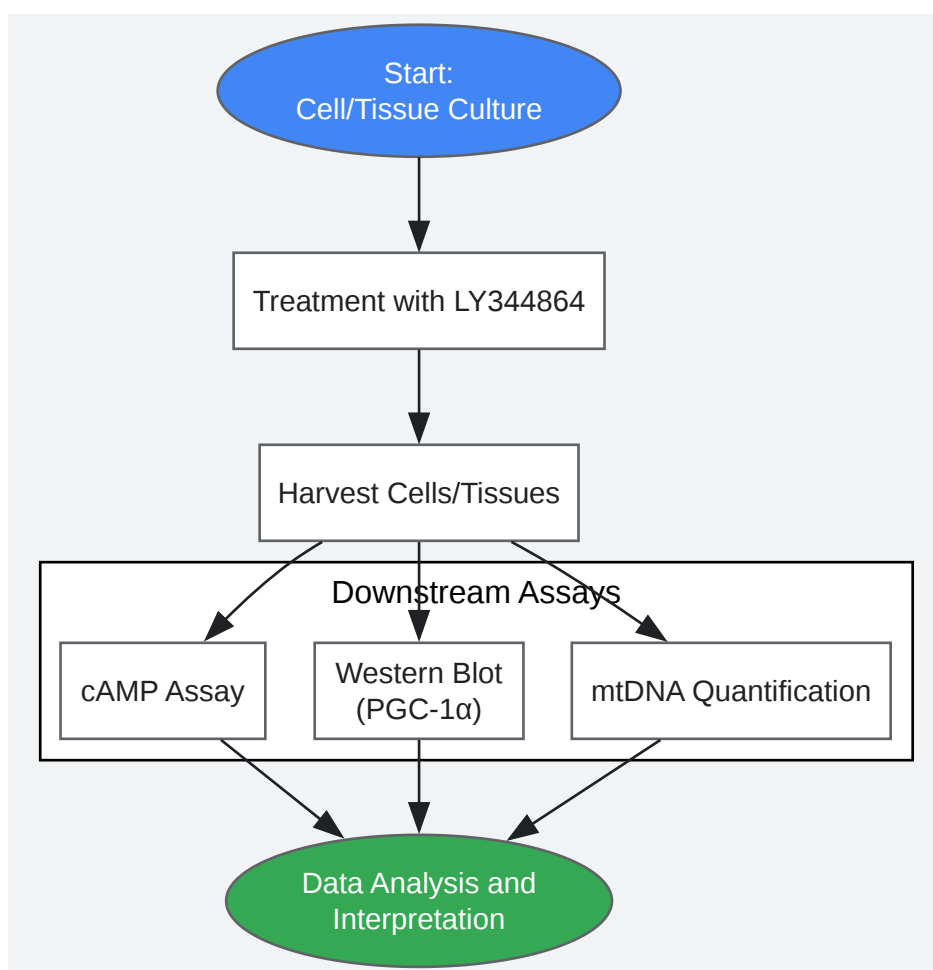 Start:
Cell/Tissue Culture
Treatment with LY344864
Harvest Cells/Tissues
Downstream Assays
cAMP Assay
Western Blot
(PGC-1α)
mtDNA Quantification
Data Analysis and
Interpretation